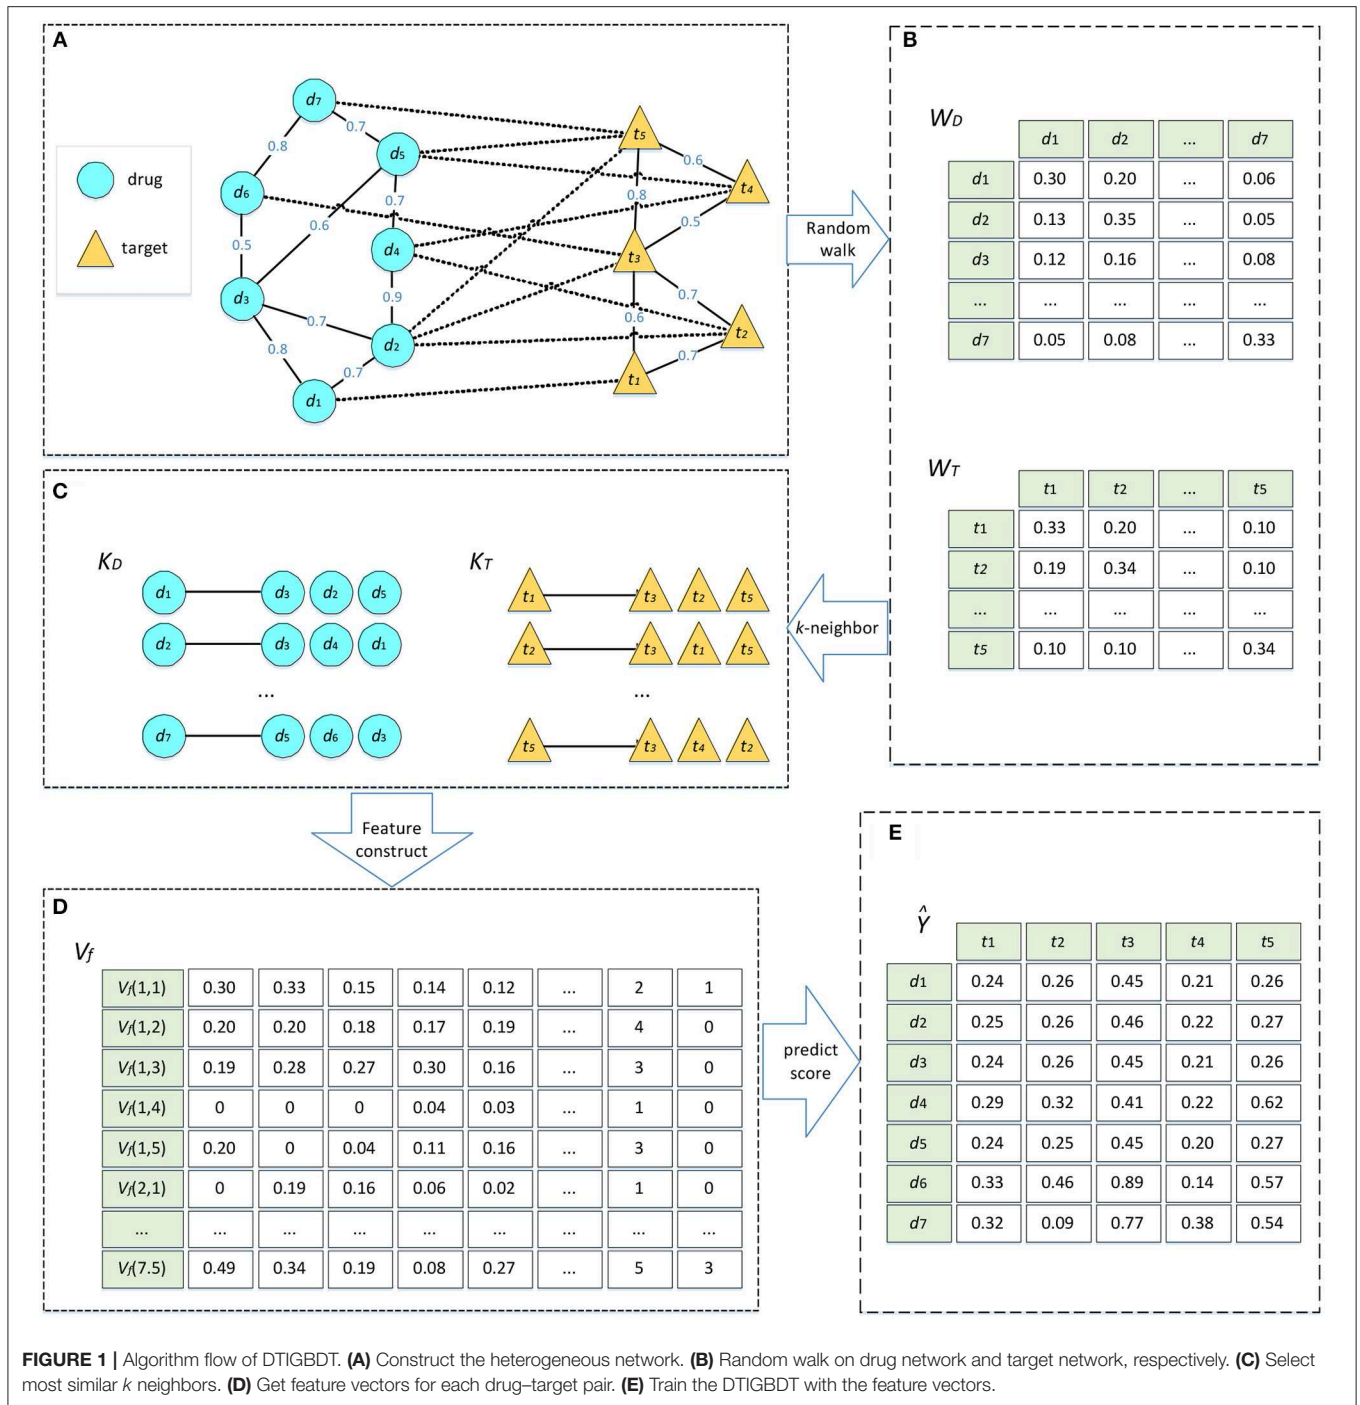 A
drug
target
d7
d5
d6
d4
d3
d2
d1
t5
t4
t3
t2
t1
0.7
0.8
0.7
0.6
0.5
0.9
0.7
0.8
0.7
0.6
0.8
0.5
0.7
0.6
0.7
Random
walk
B
WD
d1 d2 ... d7
d1 0.30 0.20 ... 0.06
d2 0.13 0.35 ... 0.05
d3 0.12 0.16 ... 0.08
... ... ... ... ...
d7 0.05 0.08 ... 0.33
WT
t1 t2 ... t5
t1 0.33 0.20 ... 0.10
t2 0.19 0.34 ... 0.10
... ... ... ... ...
t5 0.10 0.10 ... 0.34
k-neighbor
C
KD
d1 d3 d2 d5
d2 d3 d4 d1
...
d7 d5 d6 d3
KT
t1 t3 t2 t5
t2 t3 t1 t5
...
t5 t3 t4 t2
Feature
construct
D
Vf
Vf(1,1) 0.30 0.33 0.15 0.14 0.12 ... 2 1
Vf(1,2) 0.20 0.20 0.18 0.17 0.19 ... 4 0
Vf(1,3) 0.19 0.28 0.27 0.30 0.16 ... 3 0
Vf(1,4) 0 0 0 0.04 0.03 ... 1 0
Vf(1,5) 0.20 0 0.04 0.11 0.16 ... 3 0
Vf(2,1) 0 0.19 0.16 0.06 0.02 ... 1 0
... ... ... ... ... ... ... ... ...
Vf(7.5) 0.49 0.34 0.19 0.08 0.27 ... 5 3
predict
score
E
Ŷ
t1 t2 t3 t4 t5
d1 0.24 0.26 0.45 0.21 0.26
d2 0.25 0.26 0.46 0.22 0.27
d3 0.24 0.26 0.45 0.21 0.26
d4 0.29 0.32 0.41 0.22 0.62
d5 0.24 0.25 0.45 0.20 0.27
d6 0.33 0.46 0.89 0.14 0.57
d7 0.32 0.09 0.77 0.38 0.54
FIGURE 1 | Algorithm flow of DTIGBDT. (A) Construct the heterogeneous network. (B) Random walk on drug network and target network, respectively. (C) Select
most similar k neighbors. (D) Get feature vectors for each drug–target pair. (E) Train the DTIGBDT with the feature vectors.